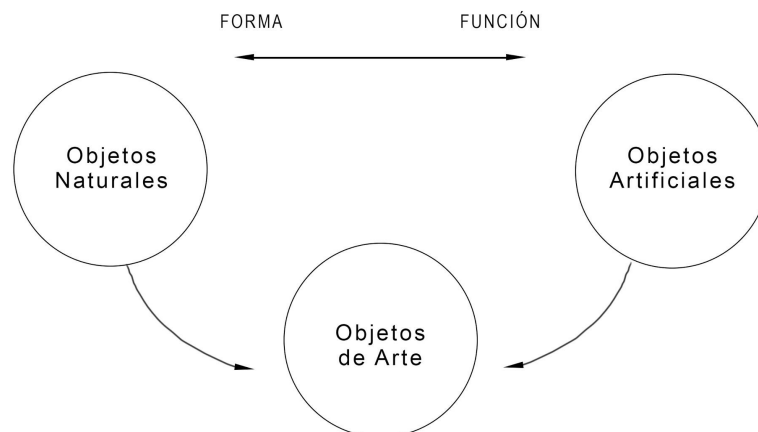 FORMA FUNCIÓN
Objetos
Naturales
Objetos
Artificiales
Objetos
de Arte